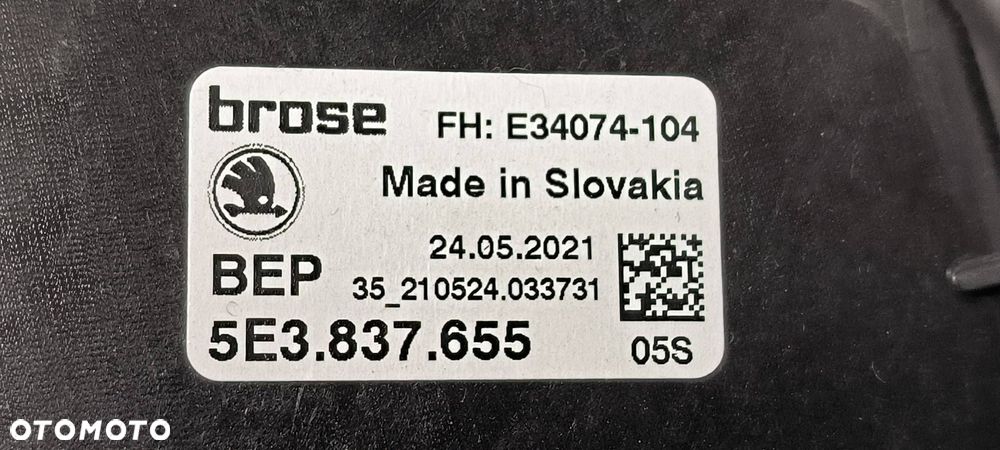 brose
FH: E34074-104
Made in Slovakia
24.05.2021
BEP
35_210524.033731
5E3.837.655
05S
OTOMOTO